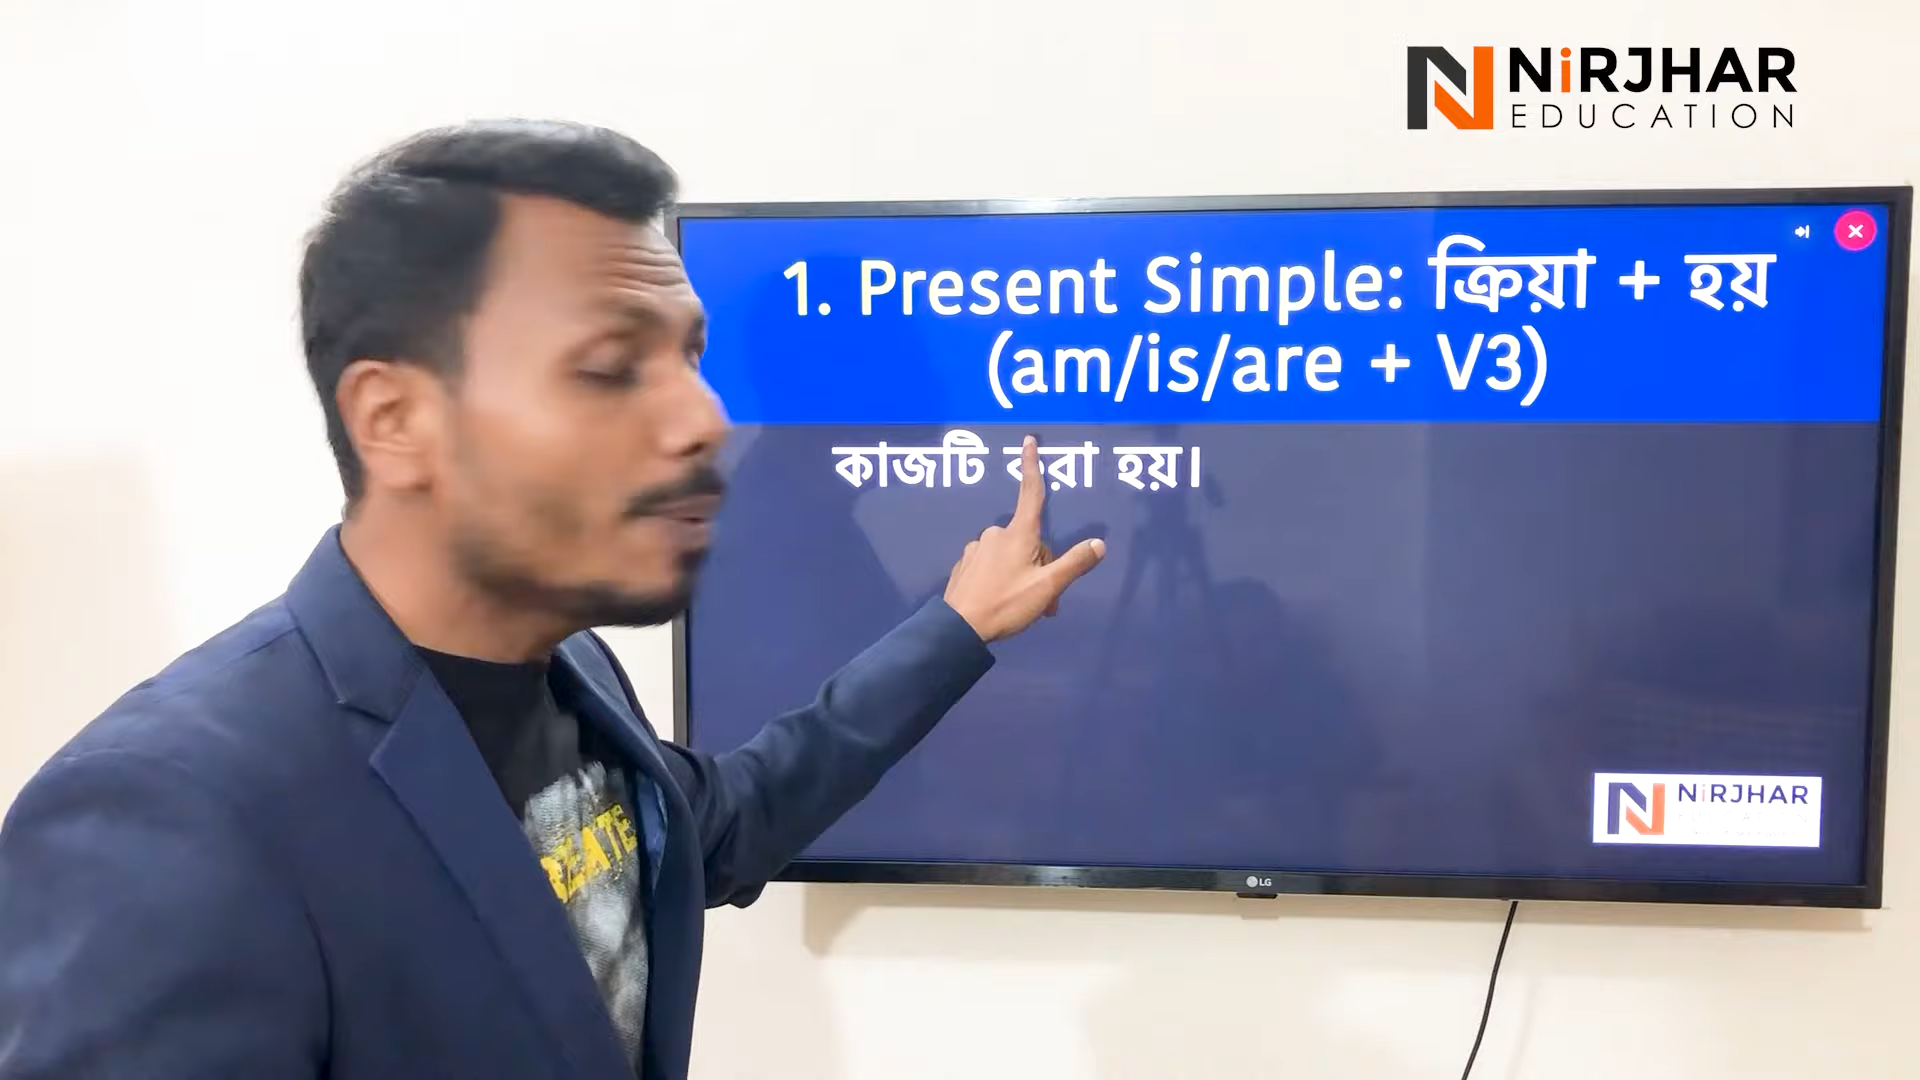 NiRJHAR
EDUCATION
1. Present Simple: ক্রিয়া + হয়
(am/is/are + V3)
কাজটি করা হয়।
NiRJHAR
LG